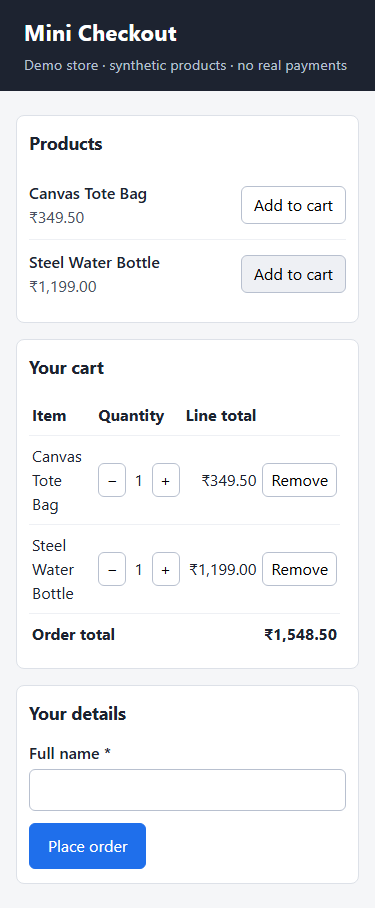 Mini Checkout
Demo store · synthetic products · no real payments
Products
Canvas Tote Bag
₹349.50
Add to cart
Steel Water Bottle
₹1,199.00
Add to cart
Your cart
Item Quantity Line total
Canvas
Tote
Bag
− 1 + ₹349.50 Remove
Steel
Water
Bottle
− 1 + ₹1,199.00 Remove
Order total ₹1,548.50
Your details
Full name *
Place order